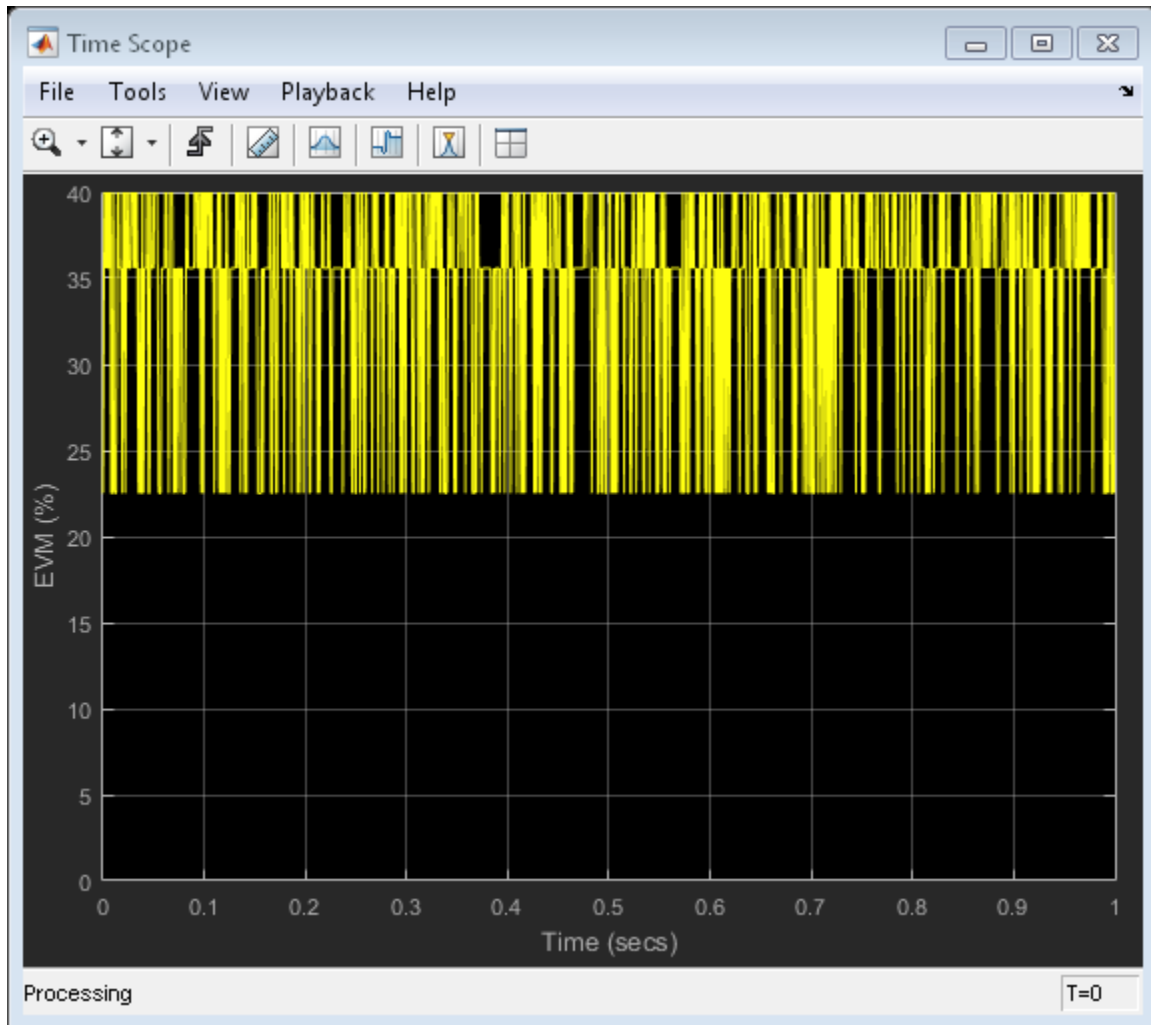 Time Scope
File Tools View Playback Help
40
35
30
25
20
15
10
5
0
EVM (%)
0 0.1 0.2 0.3 0.4 0.5 0.6 0.7 0.8 0.9 1
Time (secs)
Processing T=0